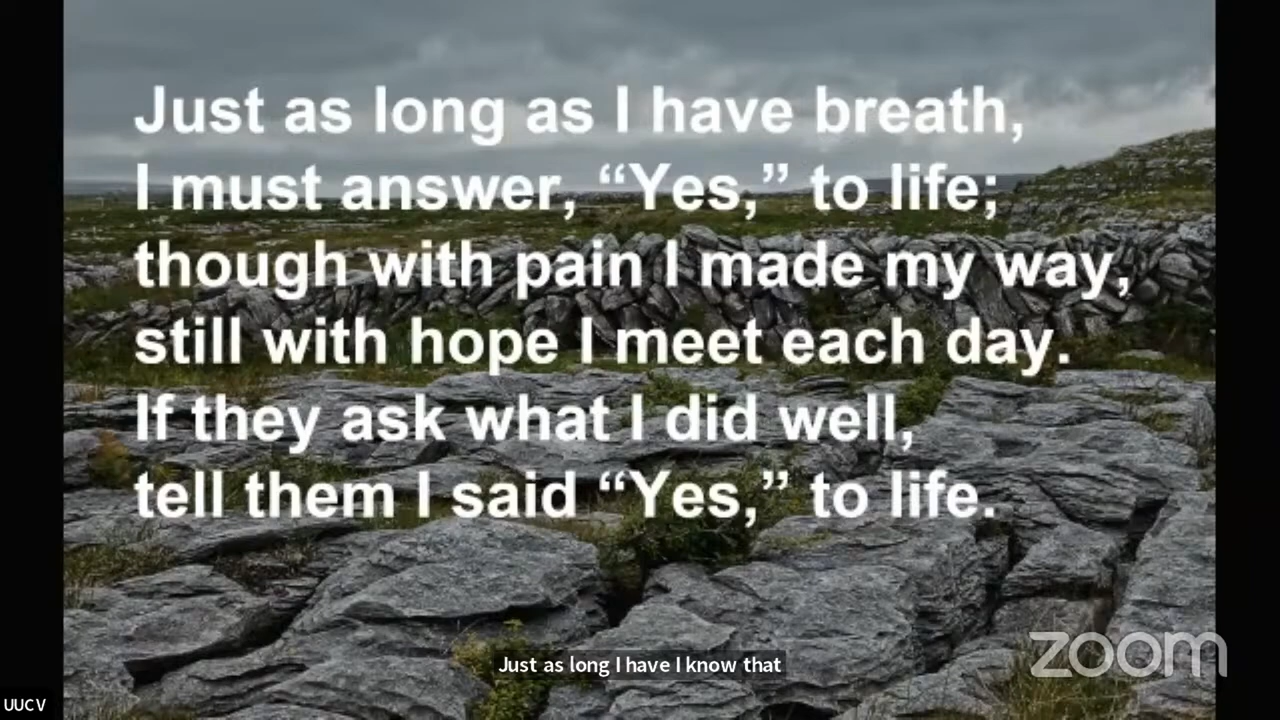 Just as long as I have breath,
I must answer, “Yes,” to life;
though with pain I made my way,
still with hope I meet each day.
If they ask what I did well,
tell them I said “Yes,” to life.
Just as long I have I know that
zoom
UUCV